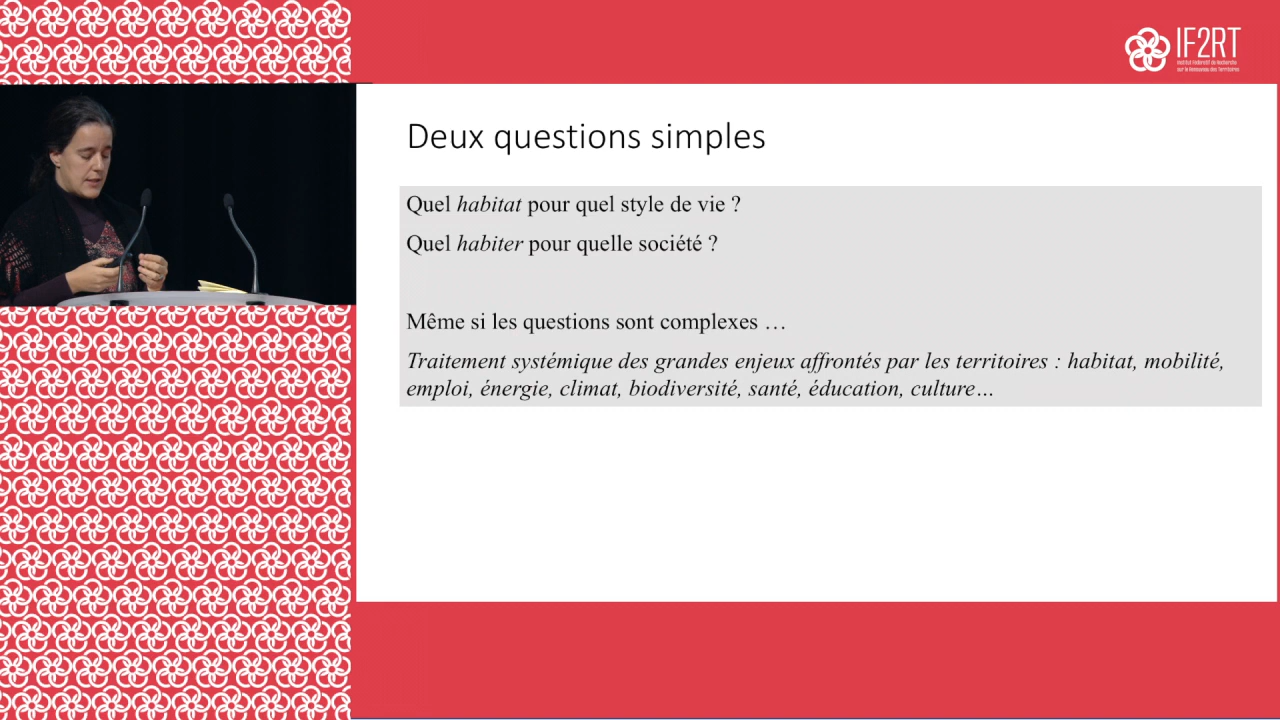 IF2RT
Institut Fédératif de Recherche
sur le Renouveau des Territoires
Deux questions simples
Quel habitat pour quel style de vie ?
Quel habiter pour quelle société ?
Même si les questions sont complexes …
Traitement systémique des grandes enjeux affrontés par les territoires : habitat, mobilité,
emploi, énergie, climat, biodiversité, santé, éducation, culture…